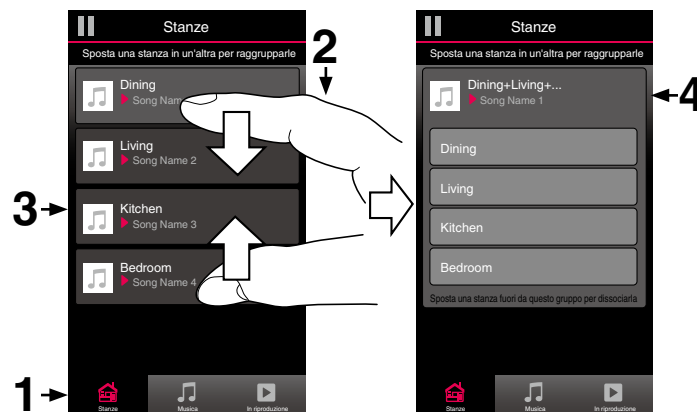 Stanze
Sposta una stanza in un'altra per raggrupparle
Dining
Song Nam
Living
Song Name 2
Kitchen
Song Name 3
Bedroom
Song Name 4
Stanze
Musica
In riproduzione
1
2
3
Stanze
Sposta una stanza in un'altra per raggrupparle
Dining+Living+...
Song Name 1
Dining
Living
Kitchen
Bedroom
Sposta una stanza fuori da questo gruppo per dissociarla
Stanze
Musica
In riproduzione
4